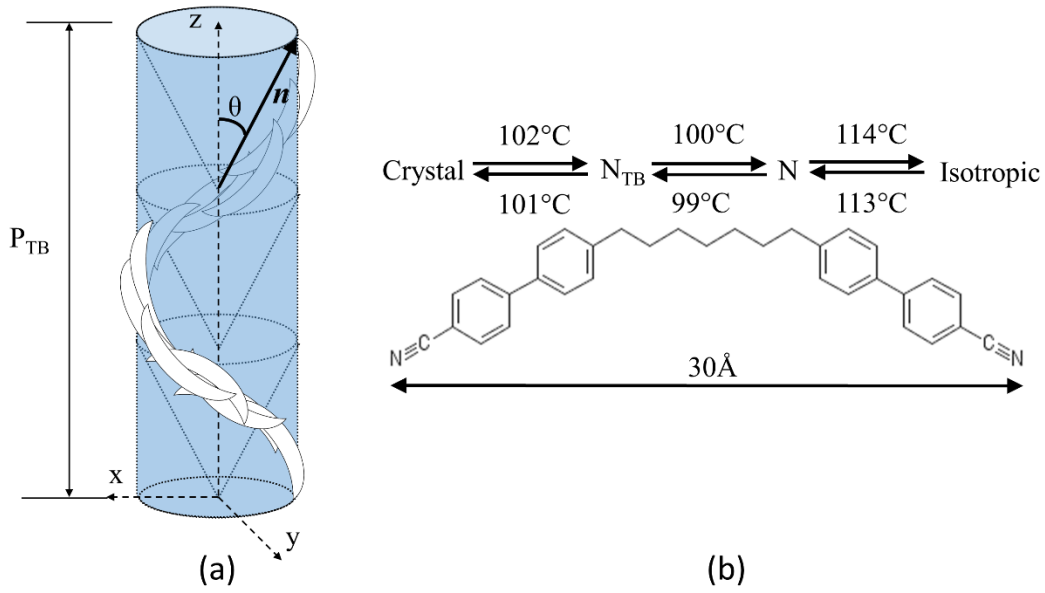 z
n
θ
P_TB
x
y
(a)
102°C 100°C 114°C
Crystal N_TB N Isotropic
101°C 99°C 113°C
N≡C C≡N
30Å
(b)